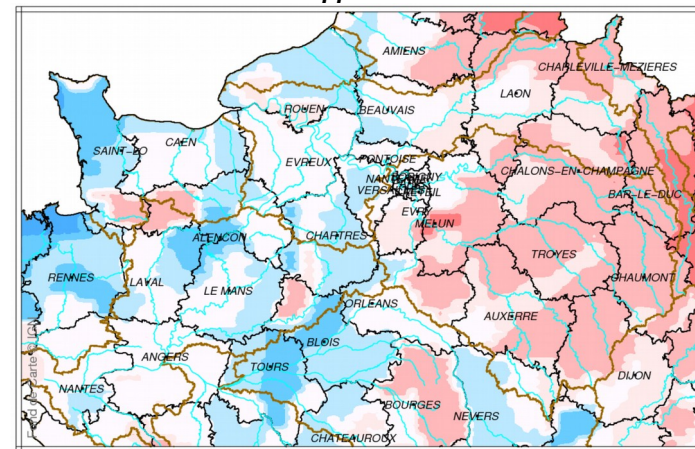 AMIENS
CHARLEVILLE-MEZIERES
LAON
ROUEN
BEAUVAIS
CAEN
SAINT-LO
EVREUX
PONTOISE
CHALONS-EN-CHAMPAGNE
BAR-LE-DUC
EVRY
MELUN
ALENCON
CHARTRES
TROYES
RENNES
LAVAL
LE MANS
CHAUMONT
ORLEANS
AUXERRE
BLOIS
ANGERS
TOURS
DIJON
NANTES
BOURGES
NEVERS
CHATEAUROUX